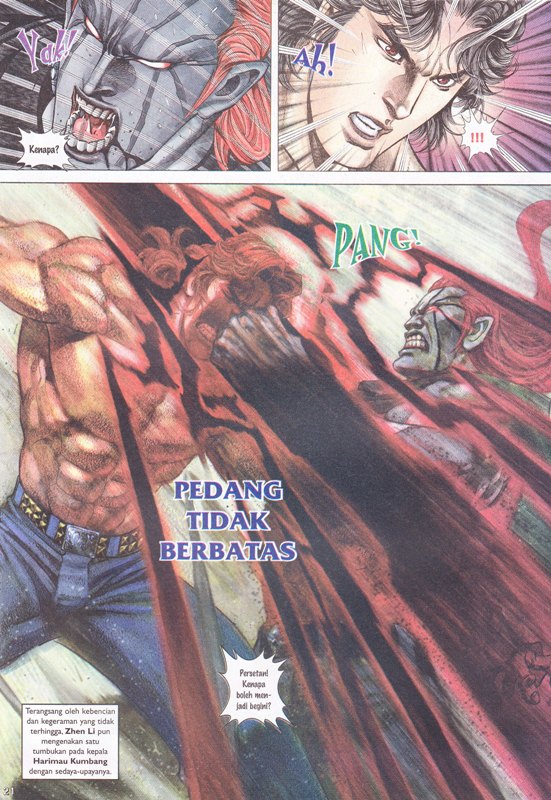 Yah!
Kenapa?
Ah!
!!!
PANG!
PEDANG
TIDAK
BERBATAS
Persetan!
Kenapa
boleh men-
jadi begini?
Terangsang oleh kebencian
dan kegeraman yang tidak
terhingga, Zhen Li pun
mengenakan satu
tumbukan pada kepala
Harimau Kumbang
dengan sedaya-upayanya.
21